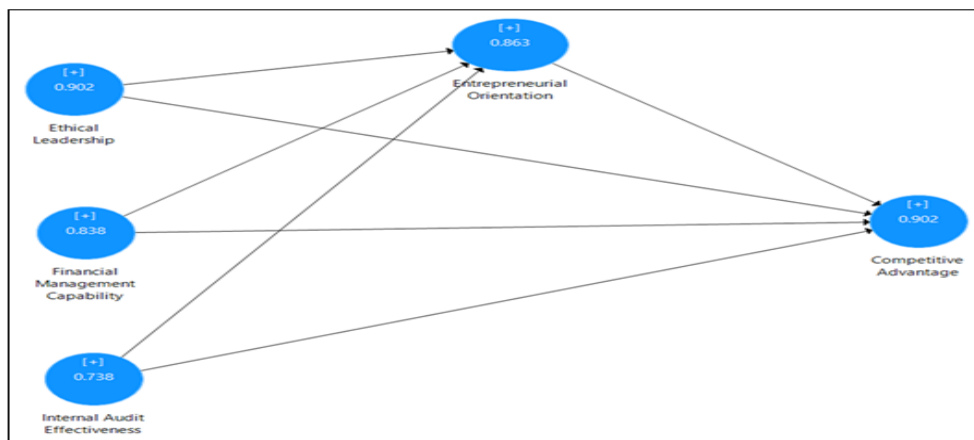 [+]
0.863
Entrepreneurial
Orientation
[+]
0.902
Ethical
Leadership
[+]
0.838
Financial
Management
Capability
[+]
0.902
Competitive
Advantage
[+]
0.738
Internal Audit
Effectiveness